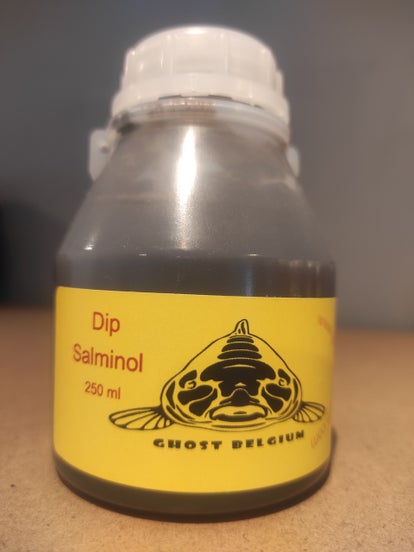 Dip
Salminol
250 ml
GHOST BELGIUM